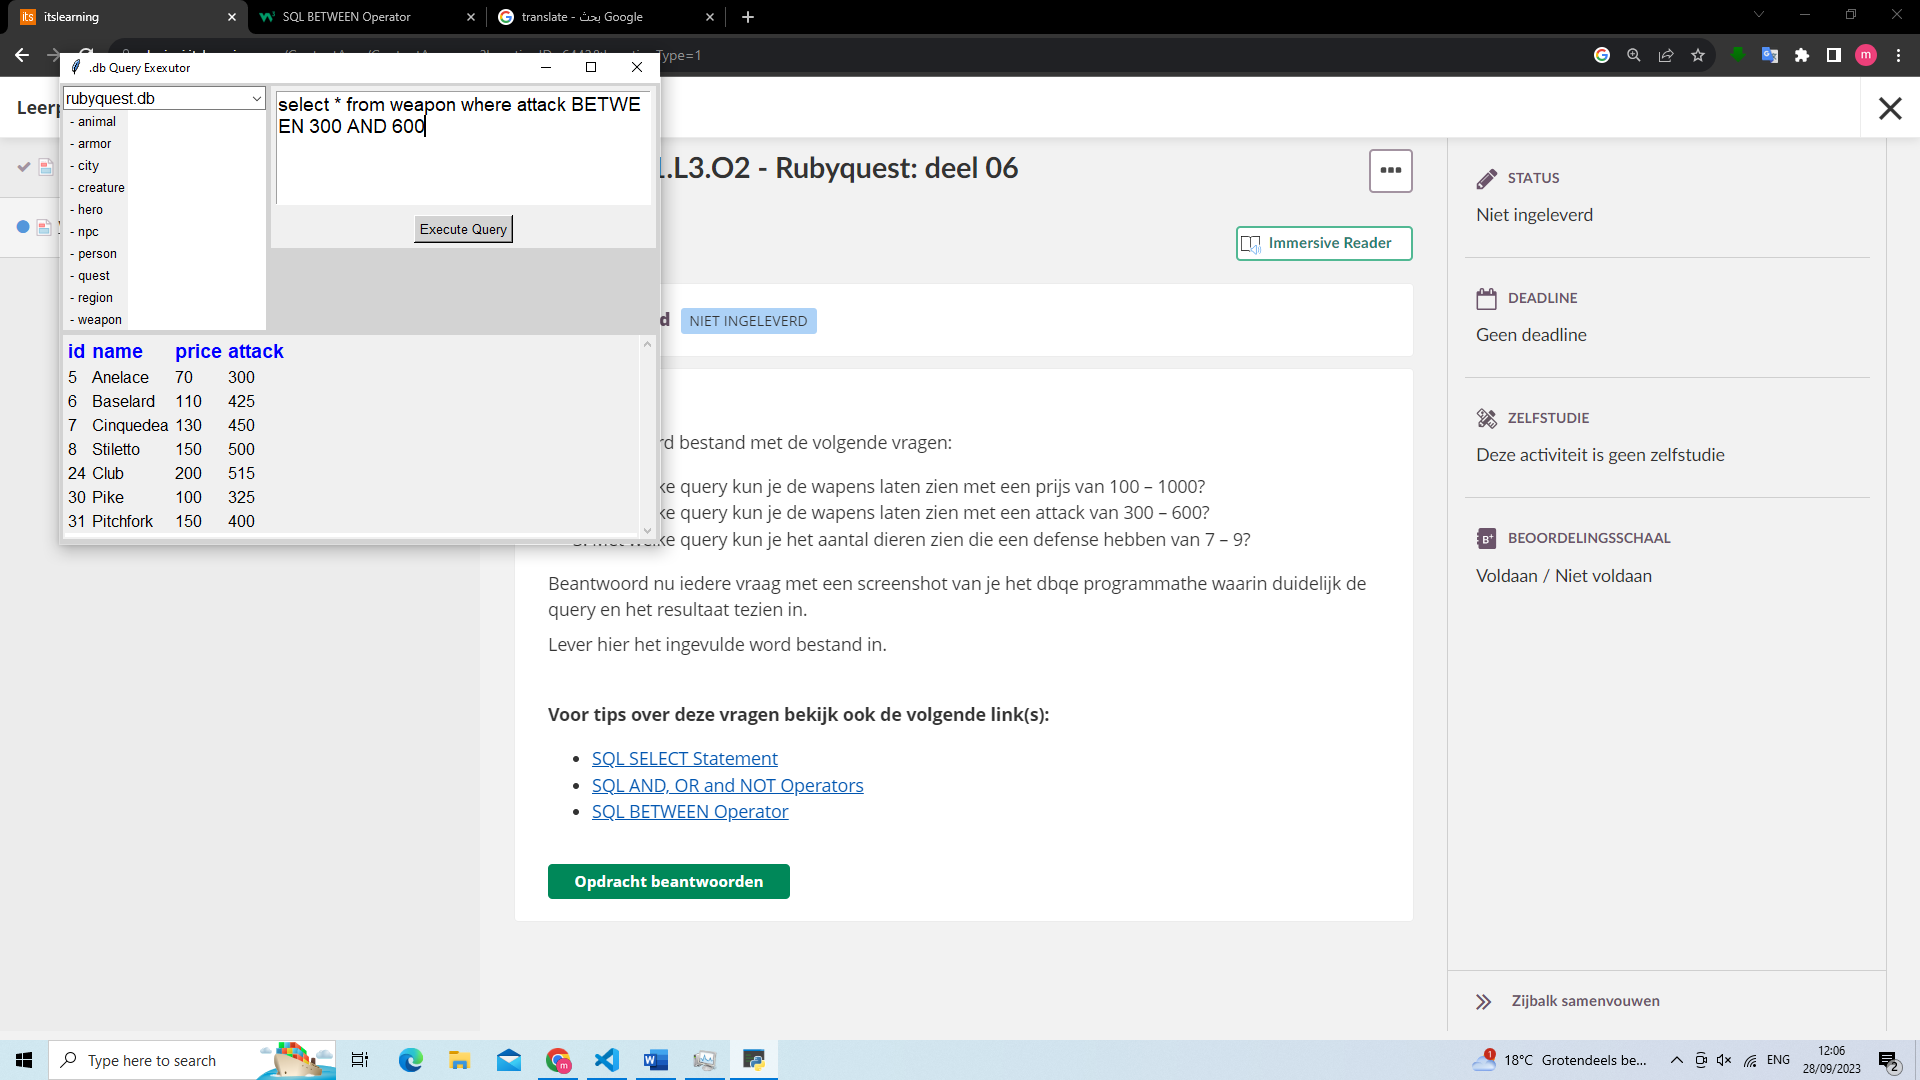 itslearning
SQL BETWEEN Operator
translate - بحث Google
Type=1
.db Query Exexutor
rubyquest.db
- animal
- armor
- city
- creature
- hero
- npc
- person
- quest
- region
- weapon
select * from weapon where attack BETWE
EN 300 AND 600
Execute Query
id name price attack
5 Anelace 70 300
6 Baselard 110 425
7 Cinquedea 130 450
8 Stiletto 150 500
24 Club 200 515
30 Pike 100 325
31 Pitchfork 150 400
Leer
.L3.O2 - Rubyquest: deel 06
Immersive Reader
d NIET INGELEVERD
rd bestand met de volgende vragen:
ke query kun je de wapens laten zien met een prijs van 100 – 1000?
ke query kun je de wapens laten zien met een attack van 300 – 600?
3. Met welke query kun je het aantal dieren zien die een defense hebben van 7 – 9?
Beantwoord nu iedere vraag met een screenshot van je het dbqe programmathe waarin duidelijk de
query en het resultaat tezien in.
Lever hier het ingevulde word bestand in.
Voor tips over deze vragen bekijk ook de volgende link(s):
• SQL SELECT Statement
• SQL AND, OR and NOT Operators
• SQL BETWEEN Operator
Opdracht beantwoorden
STATUS
Niet ingeleverd
DEADLINE
Geen deadline
ZELFSTUDIE
Deze activiteit is geen zelfstudie
BEOORDELINGSSCHAAL
Voldaan / Niet voldaan
Zijbalk samenvouwen
Type here to search
18°C Grotendeels be...
ENG
12:06
28/09/2023